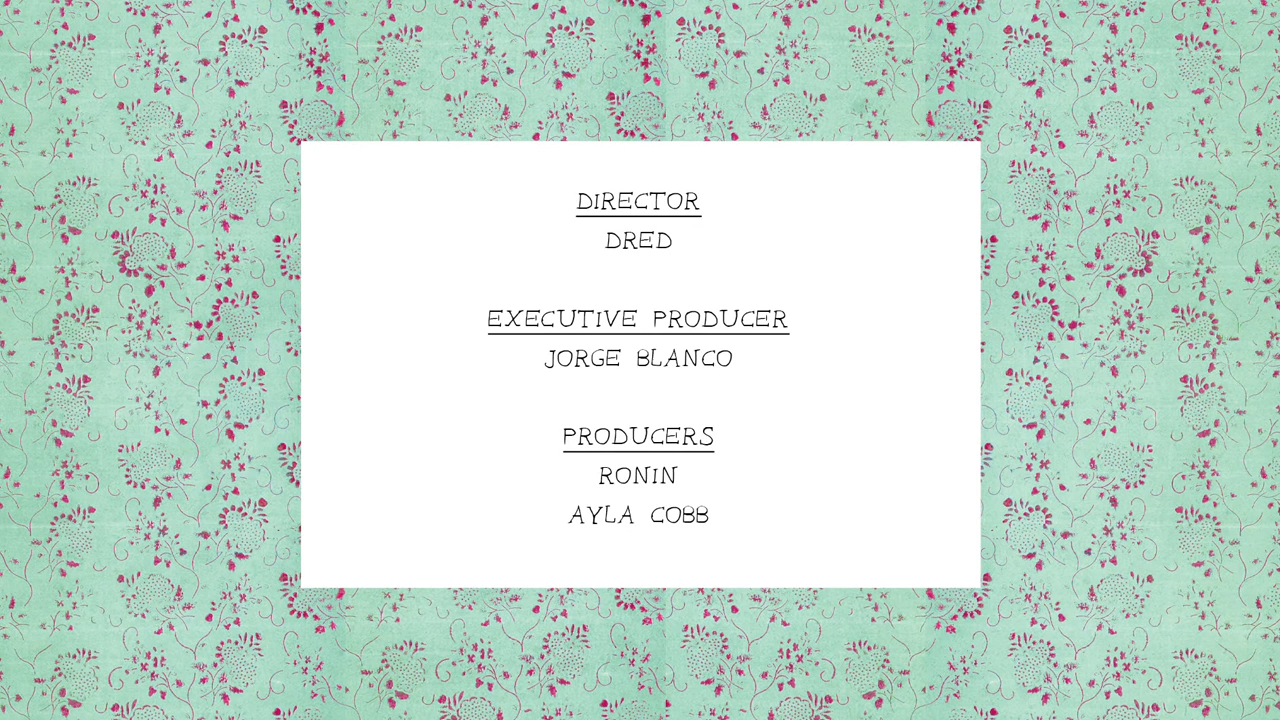 DIRECTOR
DRED
EXECUTIVE PRODUCER
JORGE BLANCO
PRODUCERS
RONIN
AYLA COBB